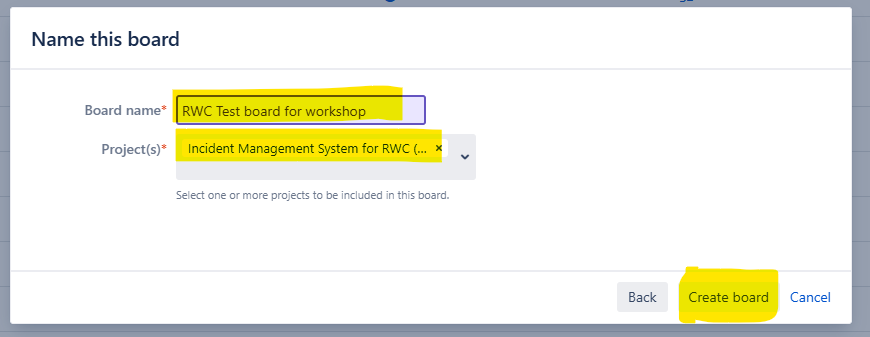 Name this board
Board name*
RWC Test board for workshop
Project(s)*
Incident Management System for RWC (... ×
Select one or more projects to be included in this board.
Back
Create board
Cancel